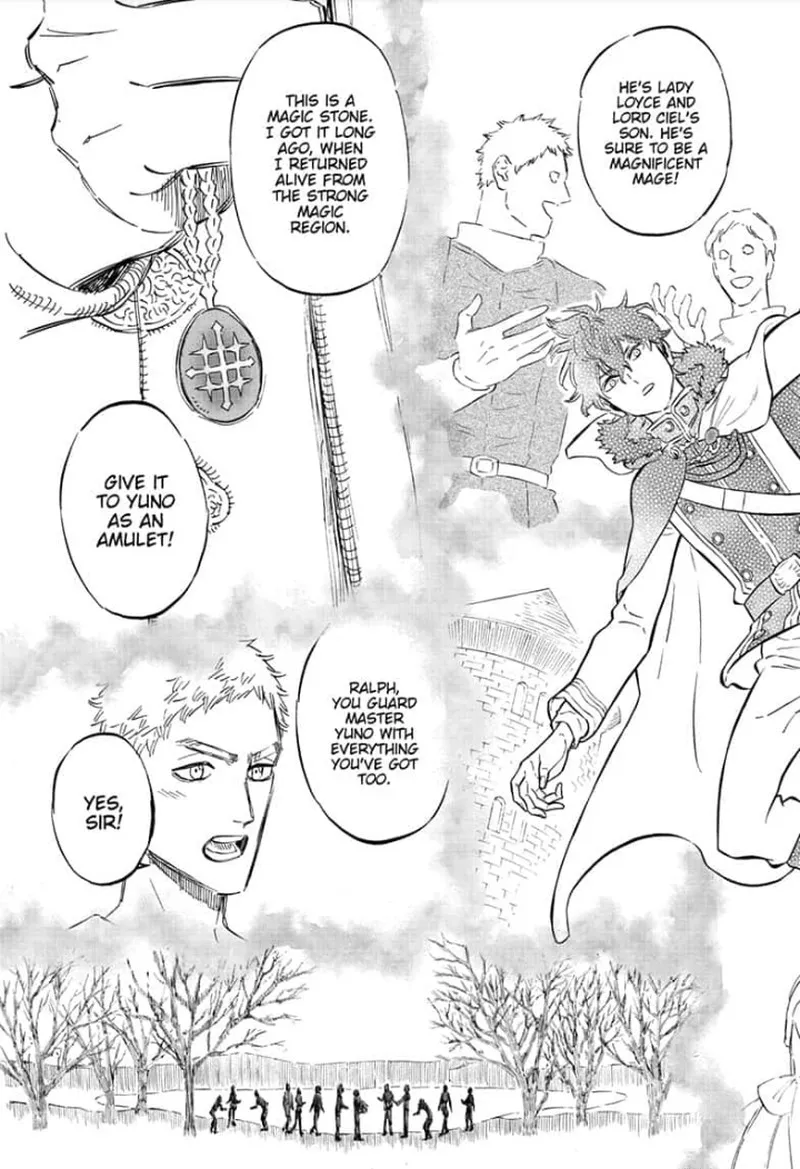 HE'S LADY
LOYCE AND
LORD CIEL'S
SON. HE'S
SURE TO BE A
MAGNIFICENT
MAGE!
THIS IS A
MAGIC STONE.
I GOT IT LONG
AGO, WHEN
I RETURNED
ALIVE FROM
THE STRONG
MAGIC
REGION.
GIVE IT
TO YUNO
AS AN
AMULET!
RALPH,
YOU GUARD
MASTER
YUNO WITH
EVERYTHING
YOU'VE GOT
TOO.
YES,
SIR!